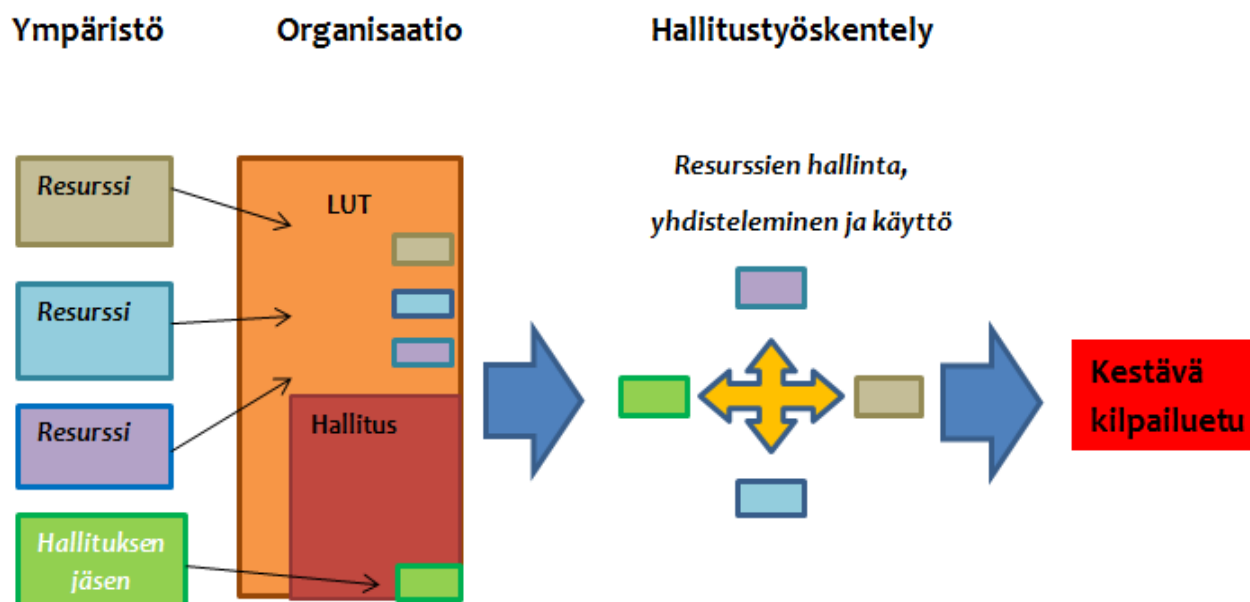 Ympäristö
Organisaatio
Hallitustyöskentely
Resurssi
Resurssi
Resurssi
Hallituksen
jäsen
LUT
Hallitus
Resurssien hallinta,
yhdisteleminen ja käyttö
Kestävä
kilpailuetu